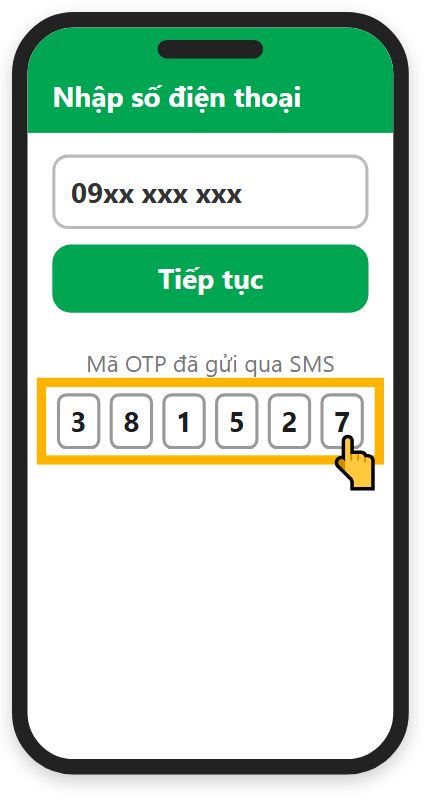 Nhập số điện thoại
09xx xxx xxx
Tiếp tục
Mã OTP đã gửi qua SMS
3 8 1 5 2 7